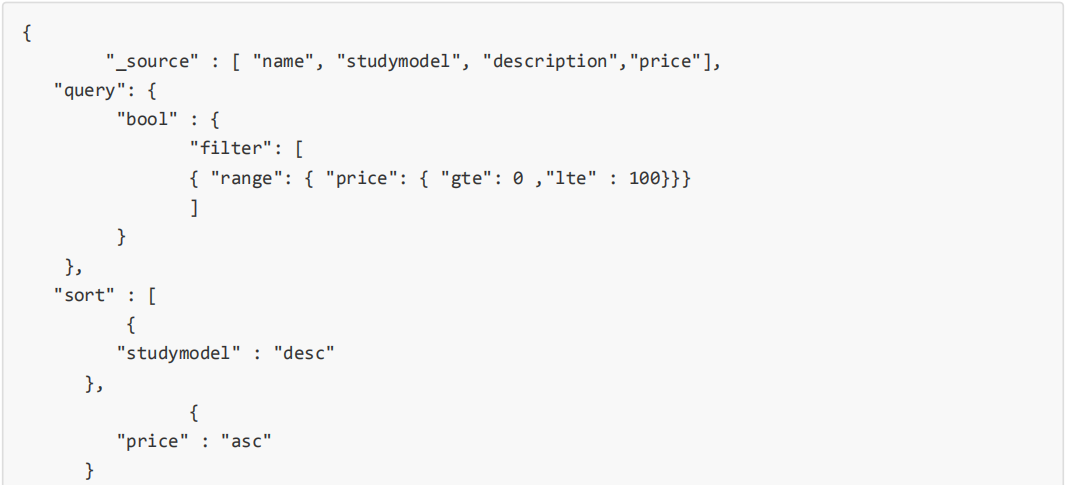 {
"_source" : [ "name", "studymodel", "description","price"],
"query": {
"bool" : {
"filter": [
{ "range": { "price": { "gte": 0 ,"lte" : 100}}}
]
}
},
"sort" : [
{
"studymodel" : "desc"
},
{
"price" : "asc"
}